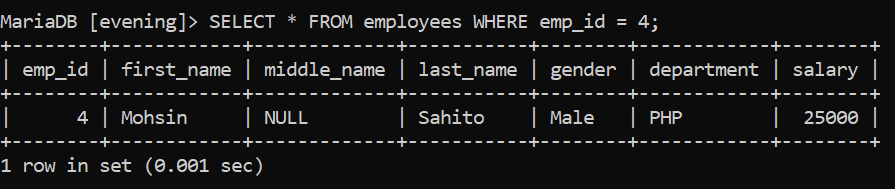 MariaDB [evening]> SELECT * FROM employees WHERE emp_id = 4;
+--------+------------+-------------+-----------+--------+------------+--------+
| emp_id | first_name | middle_name | last_name | gender | department | salary |
+--------+------------+-------------+-----------+--------+------------+--------+
|      4 | Mohsin     | NULL        | Sahito    | Male   | PHP        |  25000 |
+--------+------------+-------------+-----------+--------+------------+--------+
1 row in set (0.001 sec)